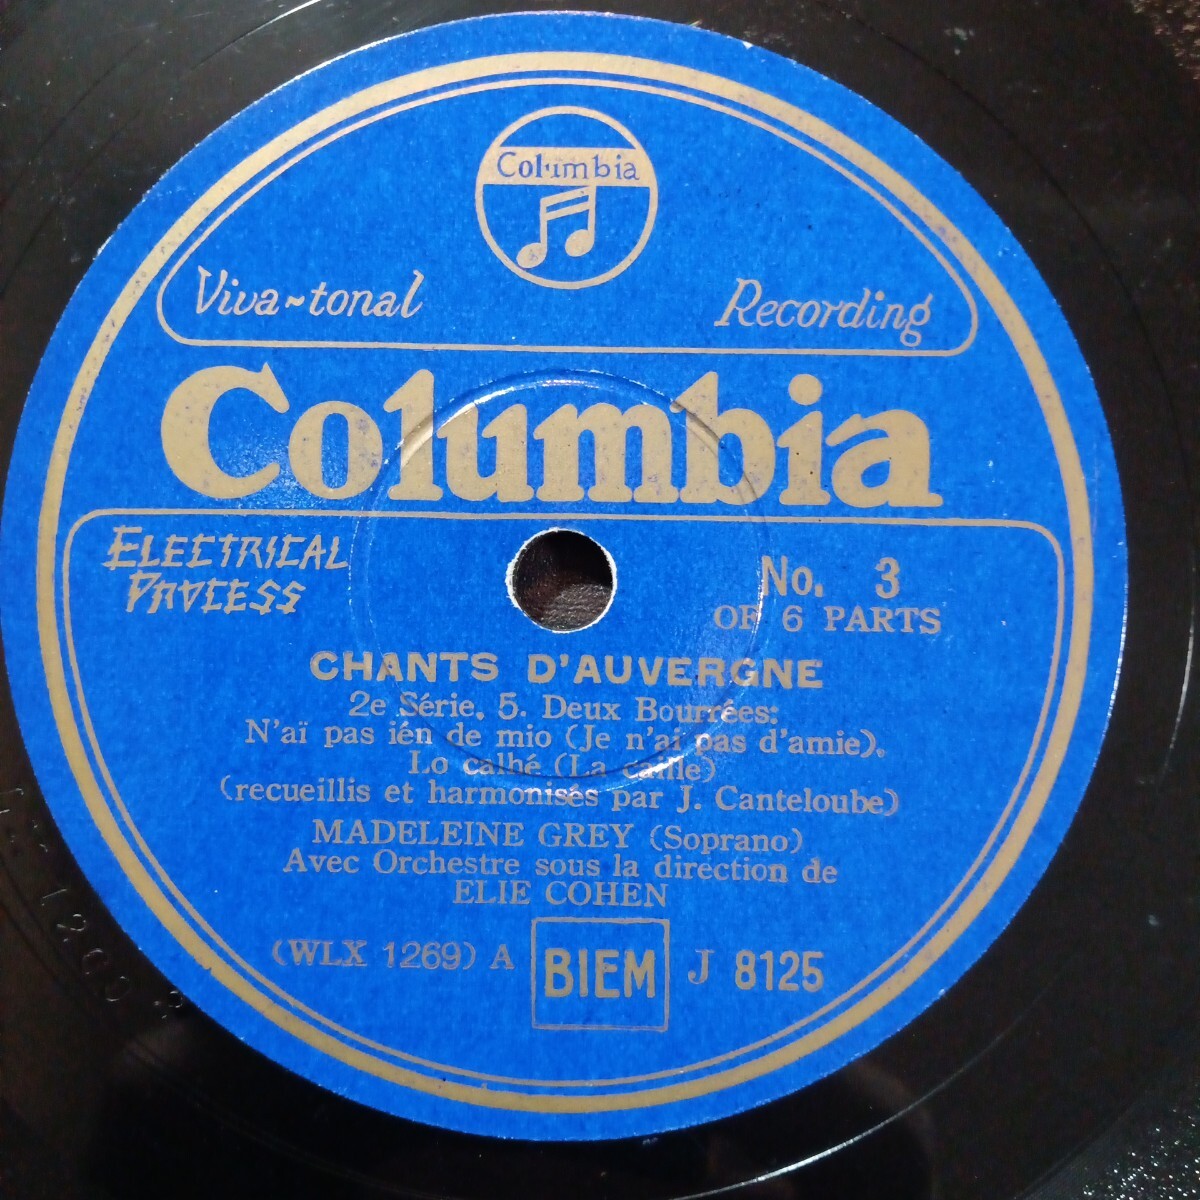 Columbia
Viva-tonal Recording
Columbia
ELECTRICAL
PROCESS
No. 3
OF 6 PARTS
CHANTS D'AUVERGNE
2e Série. 5. Deux Bourrées:
N'aï pas ièn de mio (Je n'ai pas d'amie).
Lo calhé (La caille)
(recueillis et harmonisés par J. Canteloube)
MADELEINE GREY (Soprano)
Avec Orchestre sous la direction de
ELIE COHEN
(WLX 1269) A BIEM J 8125